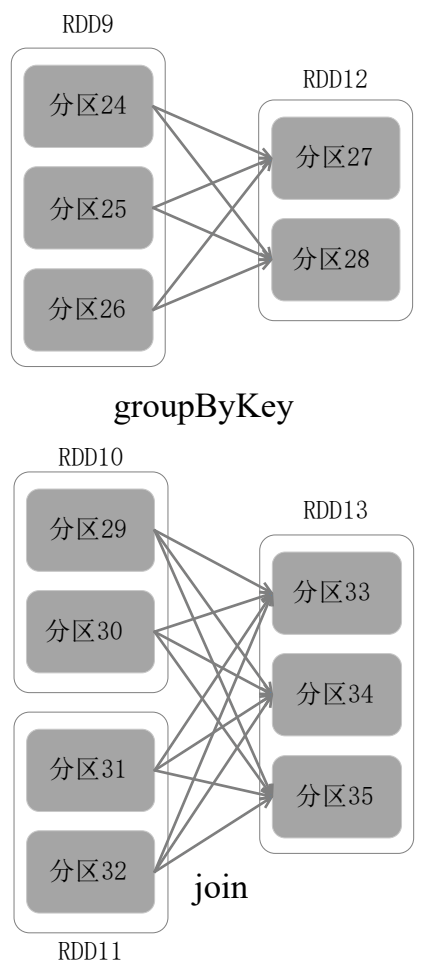 RDD9
分区24
分区25
分区26
RDD12
分区27
分区28
groupByKey
RDD10
分区29
分区30
分区31
分区32
RDD11
RDD13
分区33
分区34
分区35
join